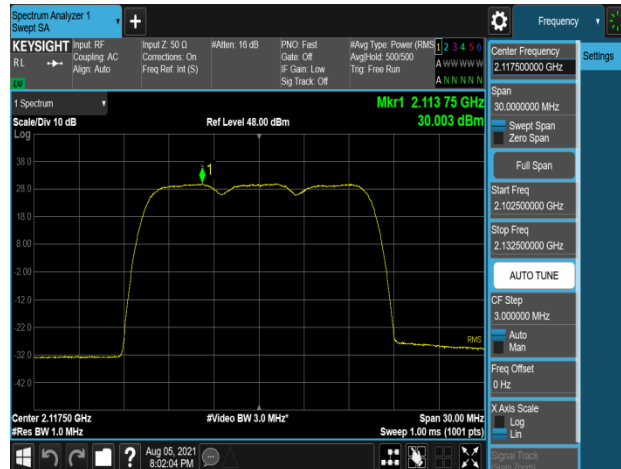 Spectrum Analyzer 1
Swept SA
+
Frequency
KEYSIGHT
RL
Input: RF
Coupling: AC
Align: Auto
Input Z: 50 Ω
Corrections: On
Freq Ref: Int (S)
#Atten: 16 dB
PNO: Fast
Gate: Off
IF Gain: Low
Sig Track: Off
#Avg Type: Power (RMS
Avg|Hold: 500/500
Trig: Free Run
1 2 3 4 5 6
A W W W W W
A N N N N N
Center Frequency
2.117500000 GHz
Settings
Span
30.0000000 MHz
Swept Span
Zero Span
Full Span
Start Freq
2.102500000 GHz
Stop Freq
2.132500000 GHz
AUTO TUNE
CF Step
3.000000 MHz
Auto
Man
Freq Offset
0 Hz
X Axis Scale
Log
Lin
Signal Track
(Span Zoom)
1 Spectrum
Scale/Div 10 dB
Ref Level 48.00 dBm
Mkr1 2.113 75 GHz
30.003 dBm
Log
1
38.0
28.0
18.0
8.00
-2.00
-12.0
-22.0
-32.0
-42.0
RMS
Center 2.11750 GHz
#Video BW 3.0 MHz*
Span 30.00 MHz
#Res BW 1.0 MHz
Sweep 1.00 ms (1001 pts)
?
Aug 05, 2021
8:02:04 PM